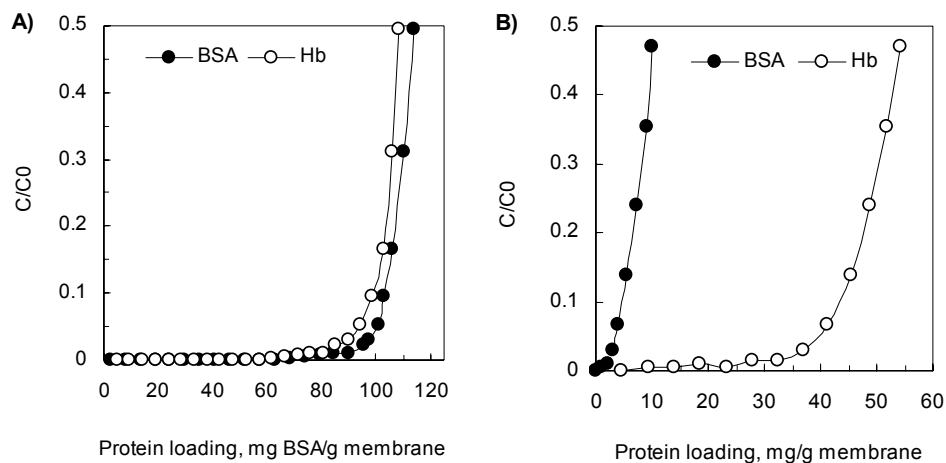 A)
BSA Hb
C/C0
0.5
0.4
0.3
0.2
0.1
0
0 20 40 60 80 100 120
Protein loading, mg BSA/g membrane
B)
BSA Hb
C/C0
0.5
0.4
0.3
0.2
0.1
0
0 10 20 30 40 50 60
Protein loading, mg/g membrane